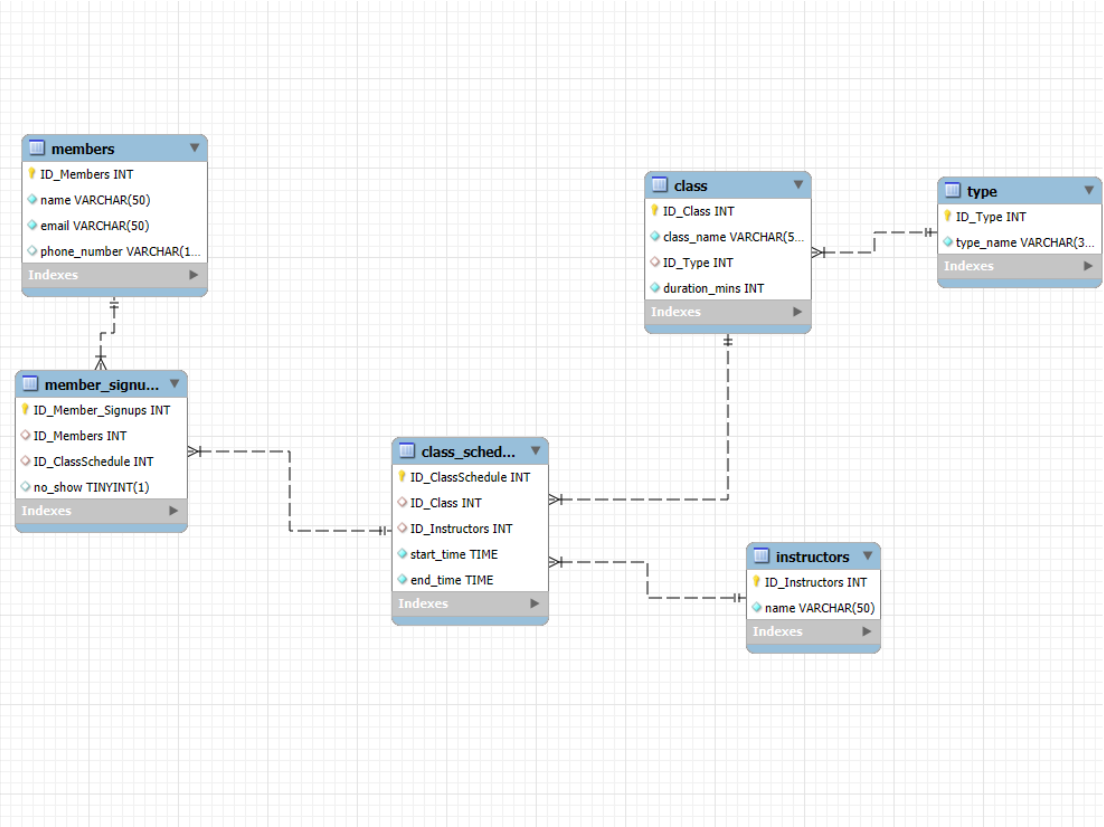 members
ID_Members INT
name VARCHAR(50)
email VARCHAR(50)
phone_number VARCHAR(1...
Indexes
member_signu...
ID_Member_Signups INT
ID_Members INT
ID_ClassSchedule INT
no_show TINYINT(1)
Indexes
class_sched...
ID_ClassSchedule INT
ID_Class INT
ID_Instructors INT
start_time TIME
end_time TIME
Indexes
class
ID_Class INT
class_name VARCHAR(5...
ID_Type INT
duration_mins INT
Indexes
type
ID_Type INT
type_name VARCHAR(3...
Indexes
instructors
ID_Instructors INT
name VARCHAR(50)
Indexes